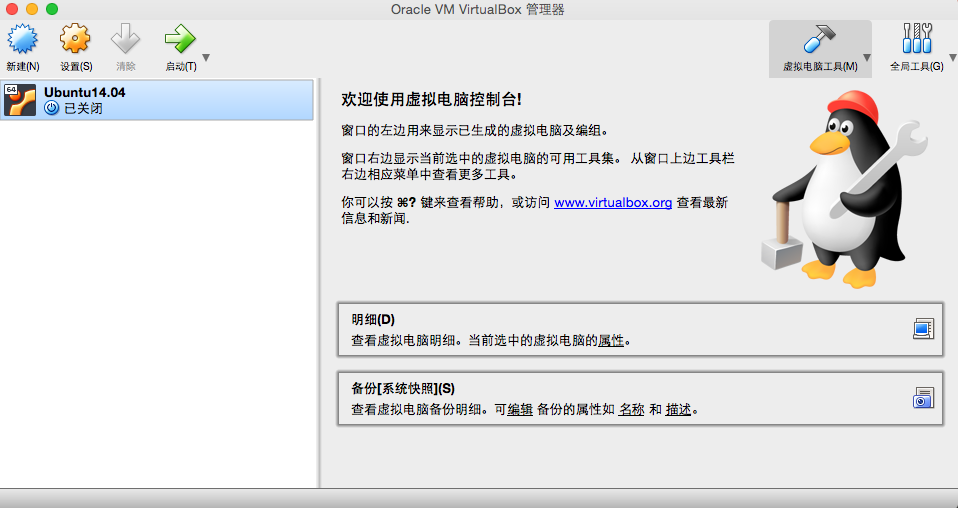 Oracle VM VirtualBox 管理器
新建(N) 设置(S) 清除 启动(T) 虚拟电脑工具(M) 全局工具(G)
64
Ubuntu14.04
已关闭
欢迎使用虚拟电脑控制台!
窗口的左边用来显示已生成的虚拟电脑及编组。
窗口右边显示当前选中的虚拟电脑的可用工具集。 从窗口上边工具栏
右边相应菜单中查看更多工具。
你可以按 ⌘? 键来查看帮助，或访问 www.virtualbox.org 查看最新
信息和新闻.
明细(D)
查看虚拟电脑明细。当前选中的虚拟电脑的属性。
备份[系统快照](S)
查看虚拟电脑备份明细。可编辑 备份的属性如 名称 和 描述。